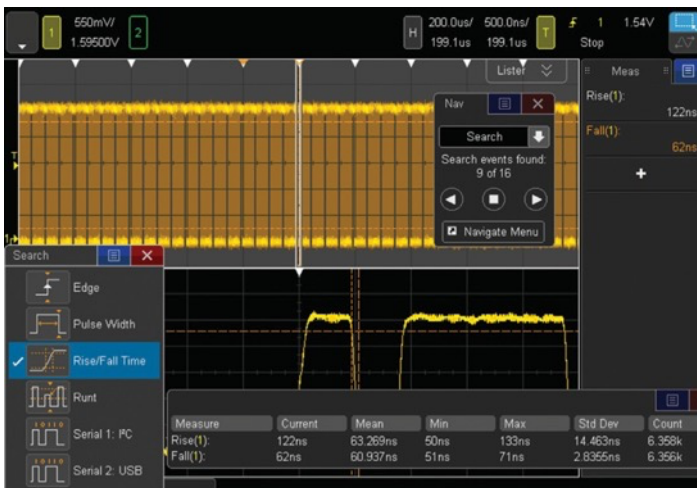 1 550mV/ 2 H 200.0us/ 500.0ns/ T 1 1.54V
1.59500V 199.1us 199.1us Stop
Lister
Meas
Rise(1):
122ns
Fall(1):
62ns
+
Nav
Search
Search events found:
9 of 16
Navigate Menu
T
1
Search
Edge
Pulse Width
Rise/Fall Time
Runt
Serial 1: I²C
Serial 2: USB
Measure Current Mean Min Max Std Dev Count
Rise(1): 122ns 63.269ns 50ns 133ns 14.463ns 6.358k
Fall(1): 62ns 60.937ns 51ns 71ns 2.8355ns 6.356k